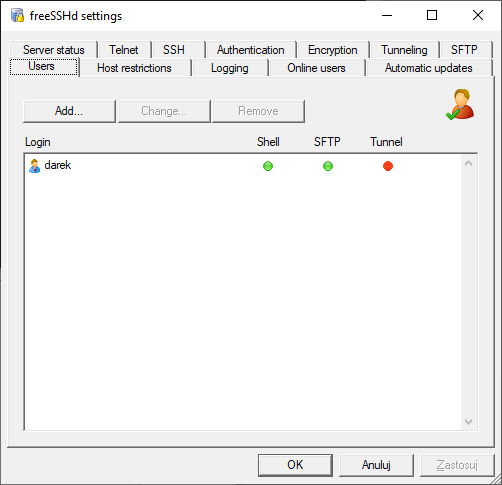 freeSSHd settings
Server status Telnet SSH Authentication Encryption Tunneling SFTP
Users Host restrictions Logging Online users Automatic updates
Add... Change... Remove
Login Shell SFTP Tunnel
darek
OK Anuluj Zastosuj